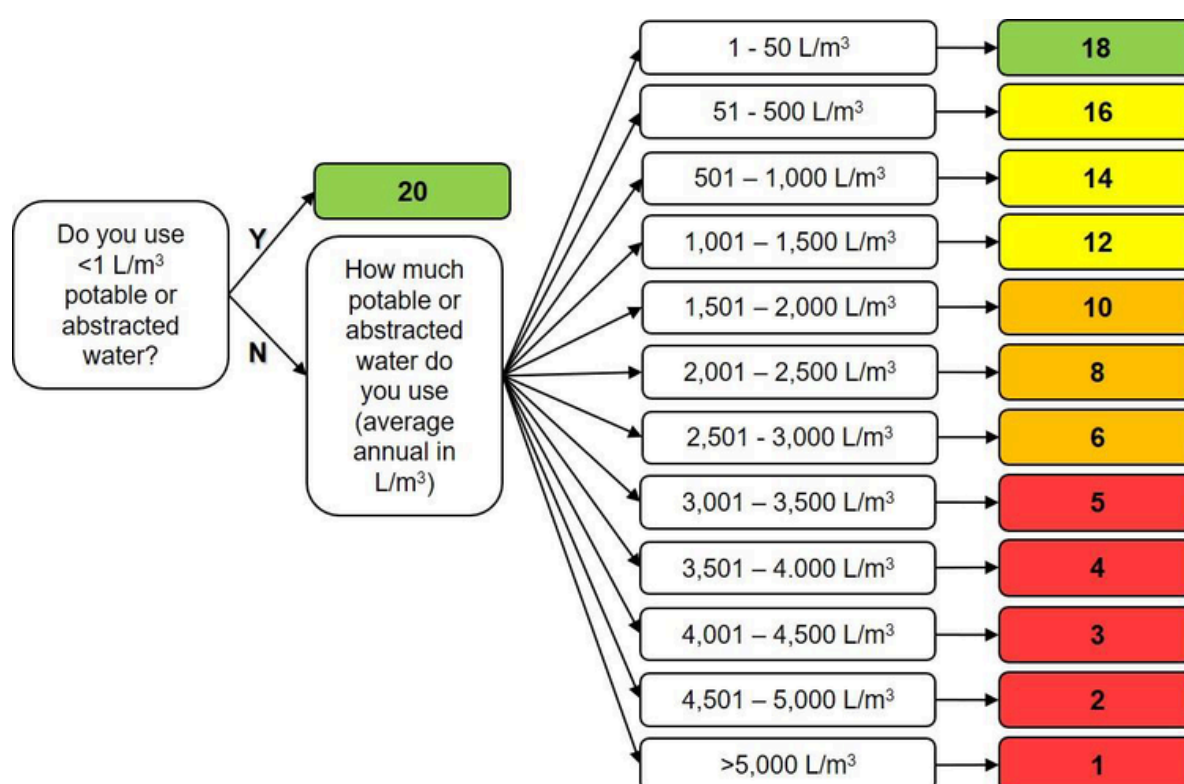 Do you use
<1 L/m³
potable or
abstracted
water?
Y
N
20
How much
potable or
abstracted
water do
you use
(average
annual in
L/m³)
1 - 50 L/m³
18
51 - 500 L/m³
16
501 – 1,000 L/m³
14
1,001 – 1,500 L/m³
12
1,501 – 2,000 L/m³
10
2,001 – 2,500 L/m³
8
2,501 - 3,000 L/m³
6
3,001 – 3,500 L/m³
5
3,501 – 4.000 L/m³
4
4,001 – 4,500 L/m³
3
4,501 – 5,000 L/m³
2
>5,000 L/m³
1